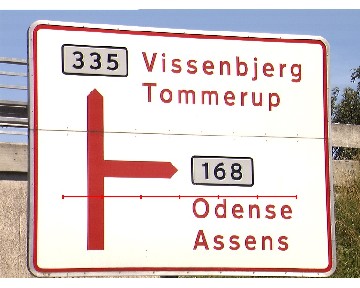 335 Vissenbjerg
Tommerup
168
Odense
Assens